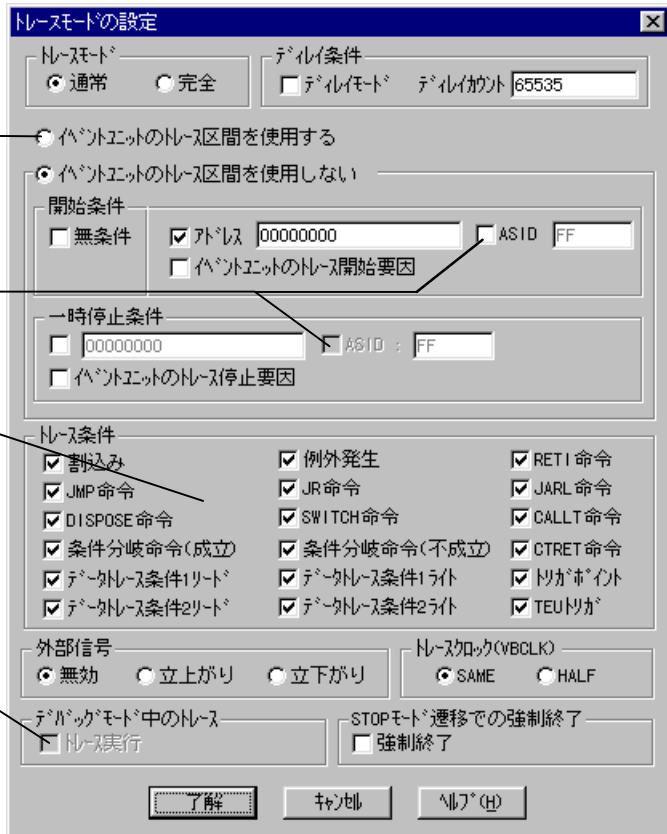 トレースモードの設定
トレースモード
通常 完全
ディレイ条件
ディレイモード ディレイカウント 65535
イベントユニットのトレース区間を使用する
イベントユニットのトレース区間を使用しない
開始条件
無条件 アドレス 00000000 ASID FF
イベントユニットのトレース開始要因
一時停止条件
00000000 ASID : FF
イベントユニットのトレース停止要因
トレース条件
割込み 例外発生 RETI命令
JMP命令 JR命令 JARL命令
DISPOSE命令 SWITCH命令 CALLT命令
条件分岐命令(成立) 条件分岐命令(不成立) CTRET命令
データトレース条件1リード データトレース条件1ライト トリガポイント
データトレース条件2リード データトレース条件2ライト TEUトリガ
外部信号
無効 立上がり 立下がり
トレースクロック(VBCLK)
SAME HALF
デバッグモード中のトレース
トレース実行
STOPモード遷移での強制終了
強制終了
了解 キャンセル ヘルプ(H)